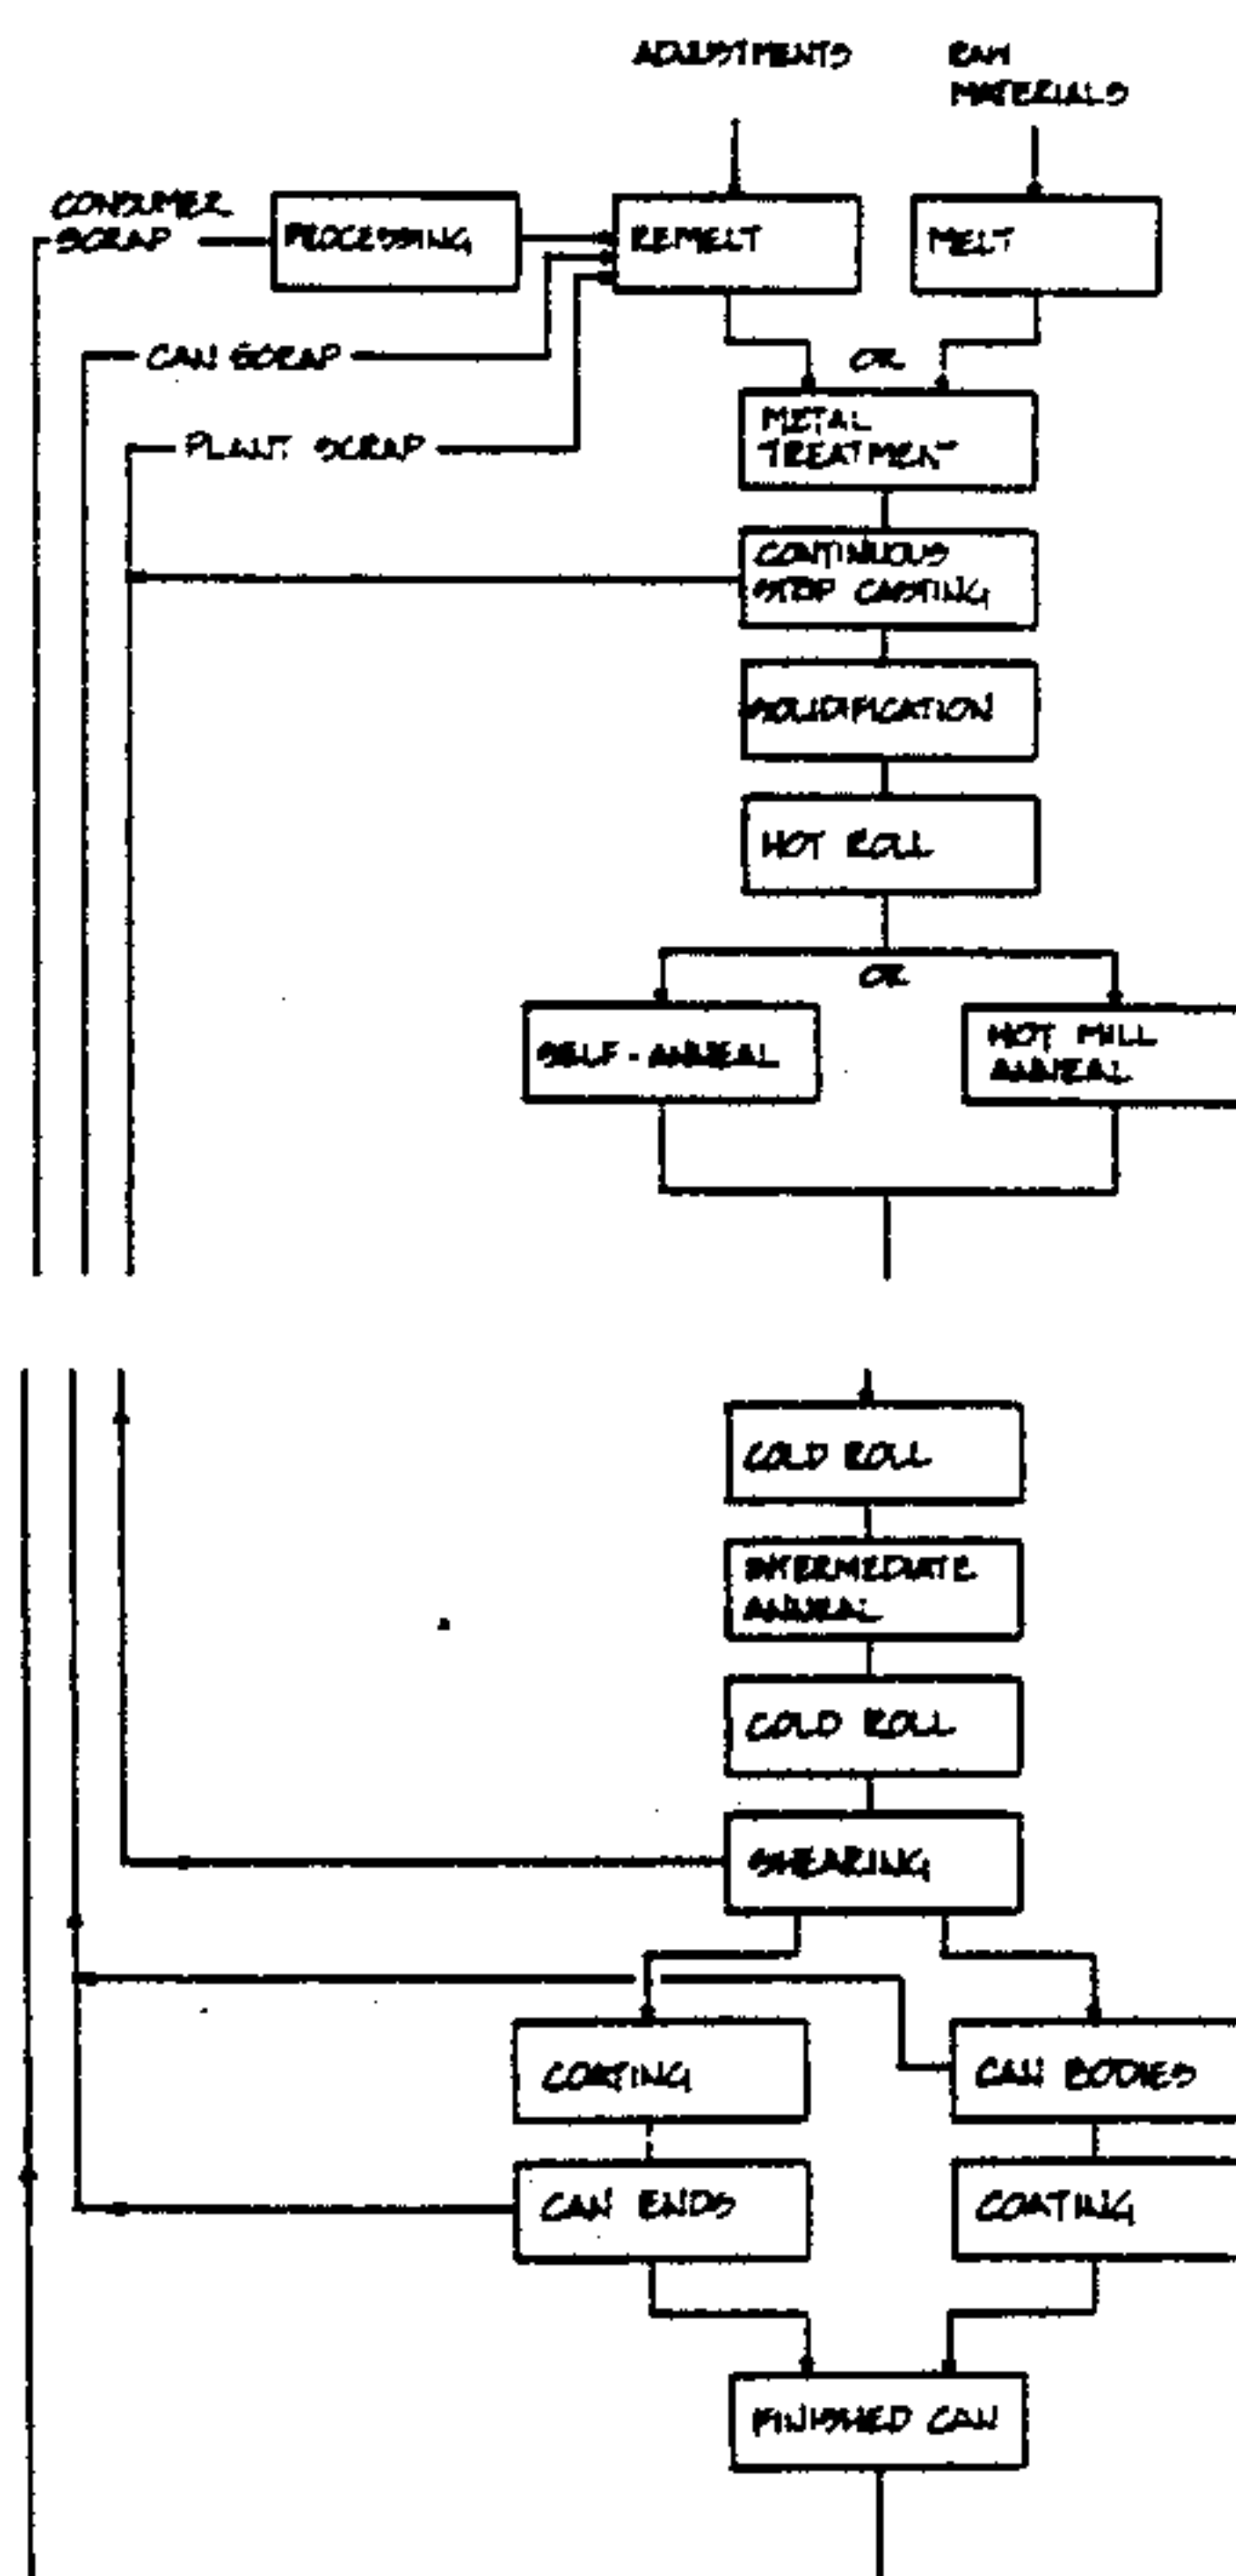 ADJUSTMENTS
RAW
MATERIALS
CONSUMER
SCRAP
PROCESSING
REMELT
MELT
CAN SCRAP
OR
PLANT SCRAP
METAL
TREATMENT
CONTINUOUS
STRIP CASTING
SOLIDIFICATION
HOT ROLL
OR
SELF-ANNEAL
HOT MILL
ANNEAL
COLD ROLL
INTERMEDIATE
ANNEAL
COLD ROLL
SHEARING
COATING
CAN BODIES
CAN ENDS
COATING
FINISHED CAN